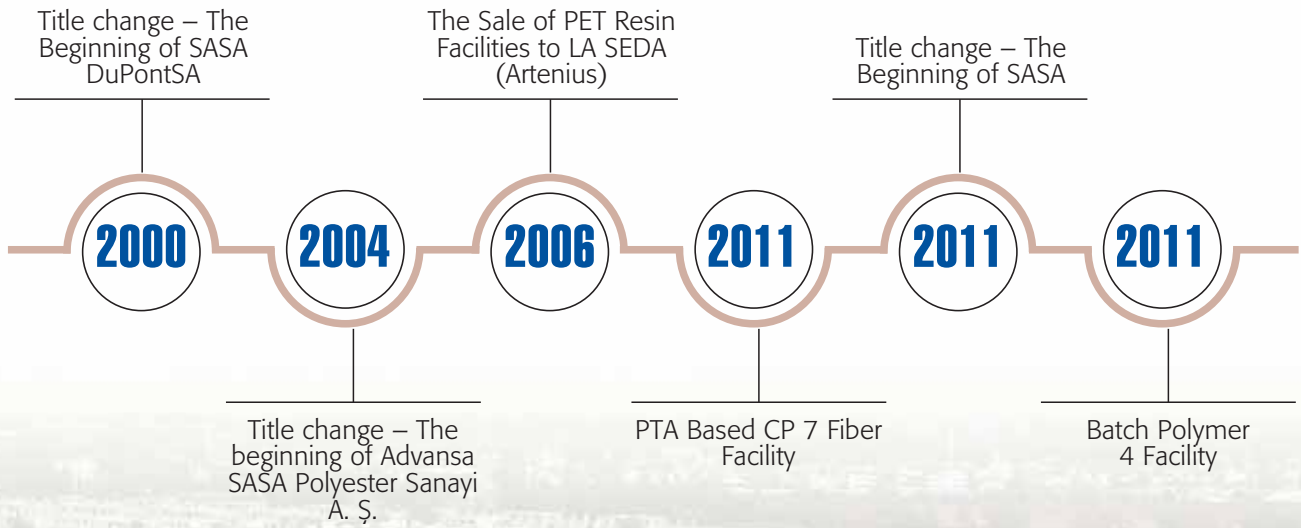 Title change – The
Beginning of SASA
DuPontSA
The Sale of PET Resin
Facilities to LA SEDA
(Artenius)
Title change – The
Beginning of SASA
2000
2004
2006
2011
2011
2011
Title change – The
beginning of Advansa
SASA Polyester Sanayi
A. Ş.
PTA Based CP 7 Fiber
Facility
Batch Polymer
4 Facility